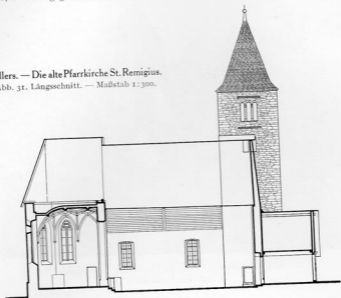 llers. — Die alte Pfarrkirche St. Remigius.
Abb. 31. Längsschnitt. — Maßstab 1 : 300.